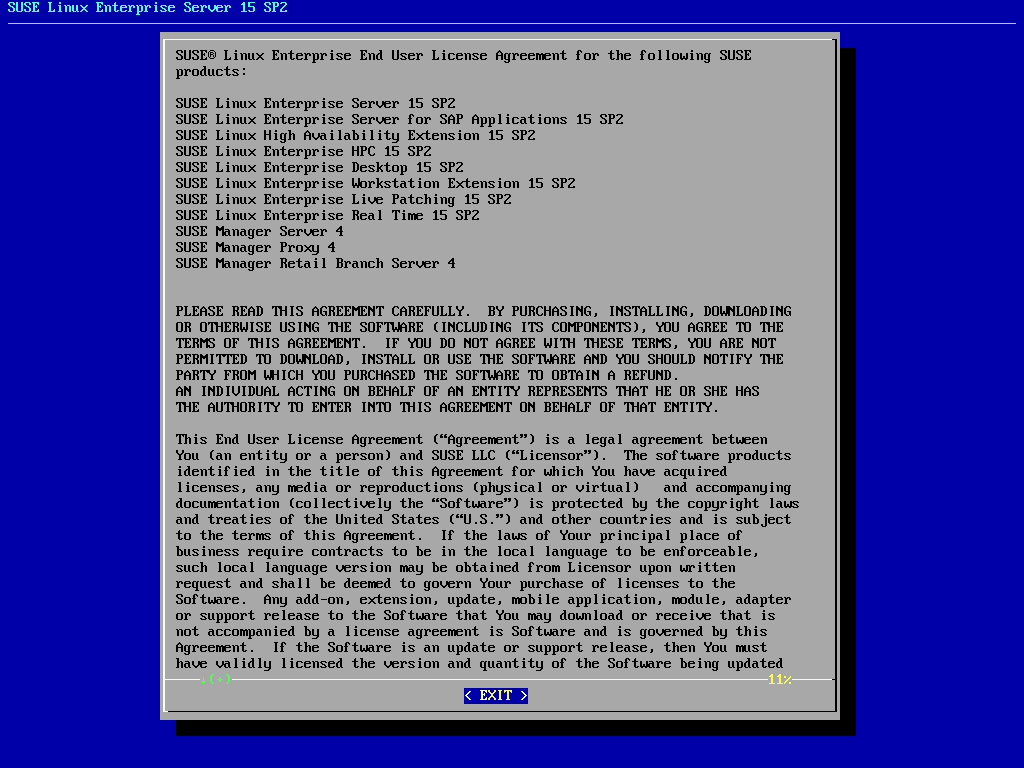 SUSE Linux Enterprise Server 15 SP2
SUSE® Linux Enterprise End User License Agreement for the following SUSE
products:
SUSE Linux Enterprise Server 15 SP2
SUSE Linux Enterprise Server for SAP Applications 15 SP2
SUSE Linux High Availability Extension 15 SP2
SUSE Linux Enterprise HPC 15 SP2
SUSE Linux Enterprise Desktop 15 SP2
SUSE Linux Enterprise Workstation Extension 15 SP2
SUSE Linux Enterprise Live Patching 15 SP2
SUSE Linux Enterprise Real Time 15 SP2
SUSE Manager Server 4
SUSE Manager Proxy 4
SUSE Manager Retail Branch Server 4
PLEASE READ THIS AGREEMENT CAREFULLY.  BY PURCHASING, INSTALLING, DOWNLOADING
OR OTHERWISE USING THE SOFTWARE (INCLUDING ITS COMPONENTS), YOU AGREE TO THE
TERMS OF THIS AGREEMENT.  IF YOU DO NOT AGREE WITH THESE TERMS, YOU ARE NOT
PERMITTED TO DOWNLOAD, INSTALL OR USE THE SOFTWARE AND YOU SHOULD NOTIFY THE
PARTY FROM WHICH YOU PURCHASED THE SOFTWARE TO OBTAIN A REFUND.
AN INDIVIDUAL ACTING ON BEHALF OF AN ENTITY REPRESENTS THAT HE OR SHE HAS
THE AUTHORITY TO ENTER INTO THIS AGREEMENT ON BEHALF OF THAT ENTITY.
This End User License Agreement (“Agreement”) is a legal agreement between
You (an entity or a person) and SUSE LLC (“Licensor”).  The software products
identified in the title of this Agreement for which You have acquired
licenses, any media or reproductions (physical or virtual)   and accompanying
documentation (collectively the “Software”) is protected by the copyright laws
and treaties of the United States (“U.S.”) and other countries and is subject
to the terms of this Agreement.  If the laws of Your principal place of
business require contracts to be in the local language to be enforceable,
such local language version may be obtained from Licensor upon written
request and shall be deemed to govern Your purchase of licenses to the
Software.  Any add-on, extension, update, mobile application, module, adapter
or support release to the Software that You may download or receive that is
not accompanied by a license agreement is Software and is governed by this
Agreement.  If the Software is an update or support release, then You must
have validly licensed the version and quantity of the Software being updated
↓(+)
11%
< EXIT >